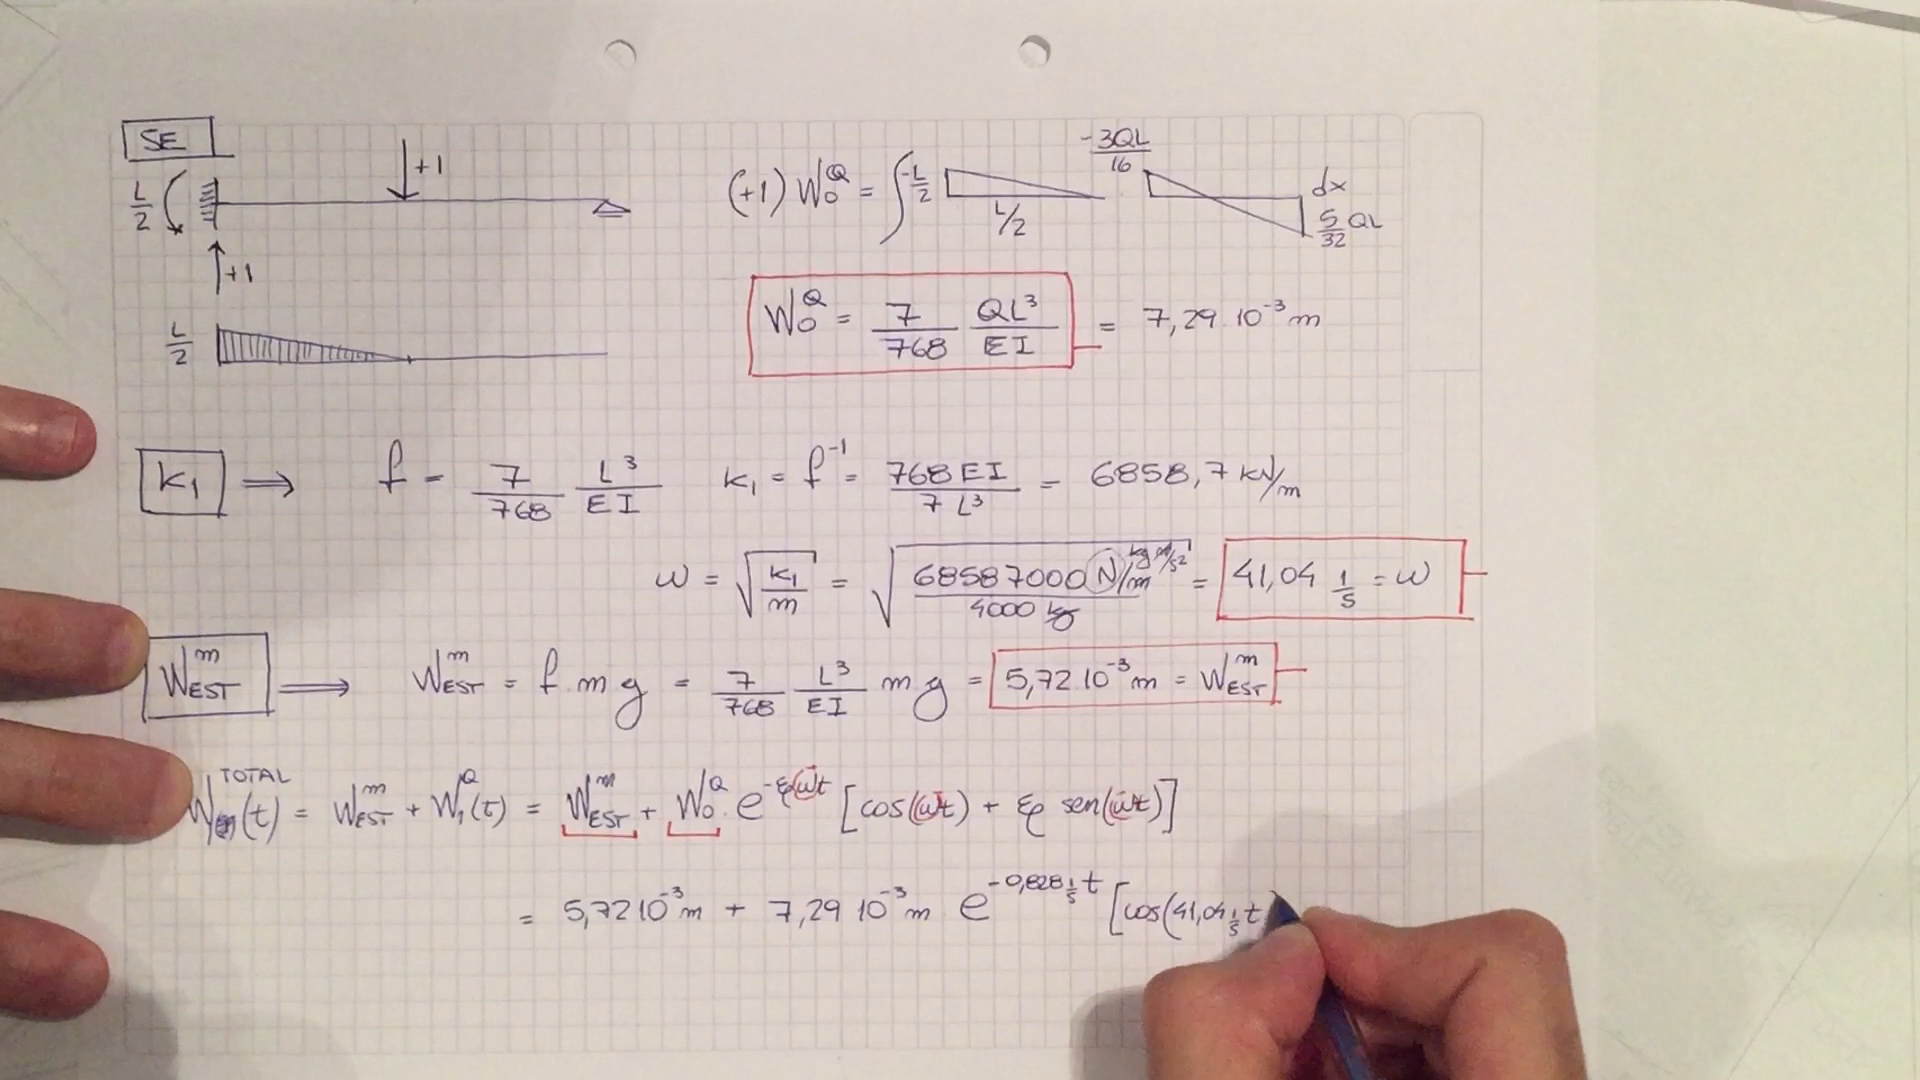 SE
L/2 +1
+1
L/2
(+1) W₀^Q = ∫ -L/2 L/2 -3QL/16 5/32 QL dx
W₀^Q = 7/768 QL³/EI = 7,29 10⁻³ m
K₁ ⇒ f = 7/768 L³/EI K₁ = f⁻¹ = 768 EI/7 L³ = 6858,7 kN/m
ω = √(K₁/m) = √(68587000 N/m kg m/s² / 4000 kg) = 41,04 1/s = ω
W_EST^m ⟹ W_EST^m = f m g = 7/768 L³/EI m g = 5,72 10⁻³ m = W_EST^m
W^TOTAL(t) = W_EST^m + W₁^Q(t) = W_EST^m + W₀^Q · e^(-ξωt) [cos(ωt) + ξ sen(ωt)]
= 5,72 10⁻³ m + 7,29 10⁻³ m e^(-0,828 1/s t) [cos(41,04 1/s t